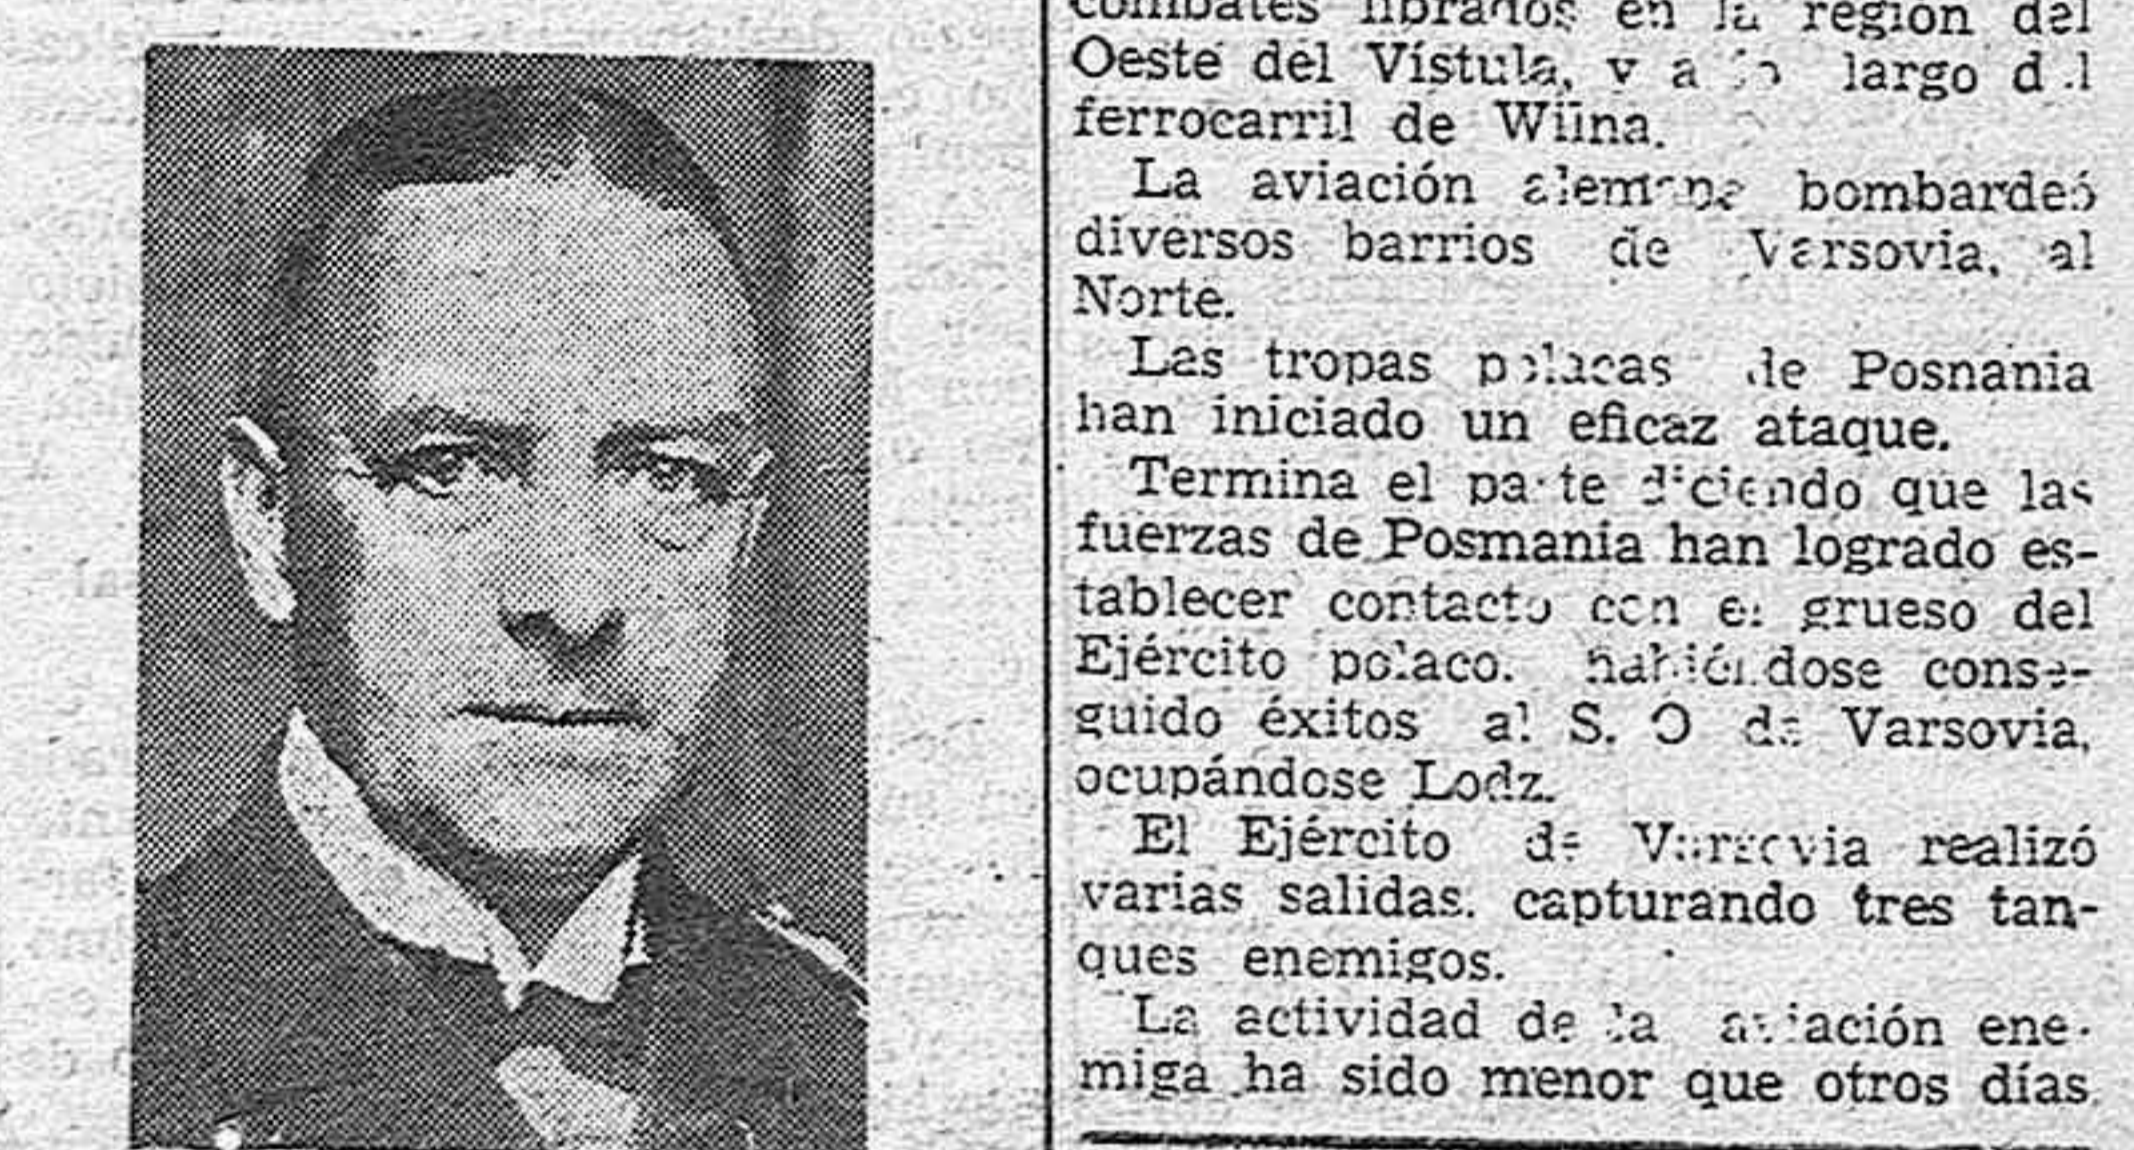 combates librados en la región del
Oeste del Vístula, y a lo largo d l
ferrocarril de Wilna.
La aviación alemana bombardeó
diversos barrios de Varsovia, al
Norte.
Las tropas polacas de Posnania
han iniciado un eficaz ataque.
Termina el parte diciendo que las
fuerzas de Posmania han logrado es-
tablecer contacto con el grueso del
Ejército polaco. habiéndose conse-
guido éxitos al S. O de Varsovia,
ocupándose Lodz.
El Ejército de Varsovia realizó
varias salidas. capturando tres tan-
ques enemigos.
La actividad de la aviación ene-
miga ha sido menor que otros días